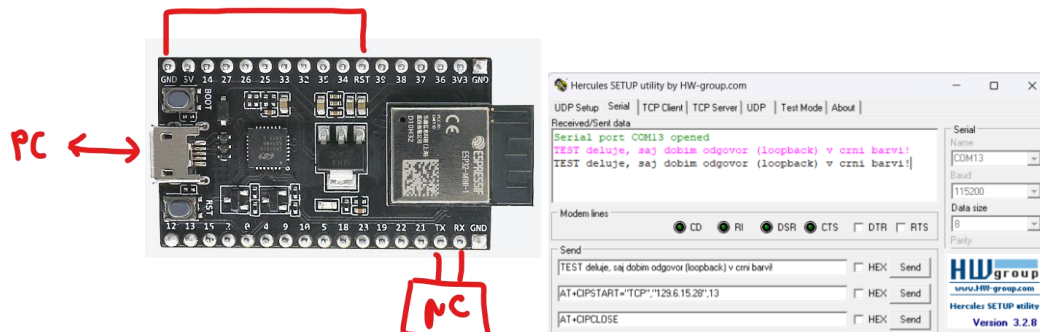 GND 5V 14 27 26 25 33 32 35 34 RST 39 38 37 36 3V3 GND
BOOT
PC
ESPRESSIF
ESP32-MINI-1
RST
12 13 15 2 0 4 9 10 5 18 23 19 22 21 TX RX GND
NC
Hercules SETUP utility by HW-group.com
UDP Setup Serial TCP Client TCP Server UDP Test Mode About
Received/Sent data
Serial port COM13 opened
TEST deluje, saj dobim odgovor (loopback) v crni barvi!
TEST deluje, saj dobim odgovor (loopback) v crni barvi!
Modem lines
CD RI DSR CTS DTR RTS
Send
TEST deluje, saj dobim odgovor (loopback) v crni barvi! HEX Send
AT+CIPSTART="TCP","129.6.15.28",13 HEX Send
AT+CIPCLOSE HEX Send
Serial
Name
COM13
Baud
115200
Data size
8
Parity
HW group
www.HW-group.com
Hercules SETUP utility
Version 3.2.8